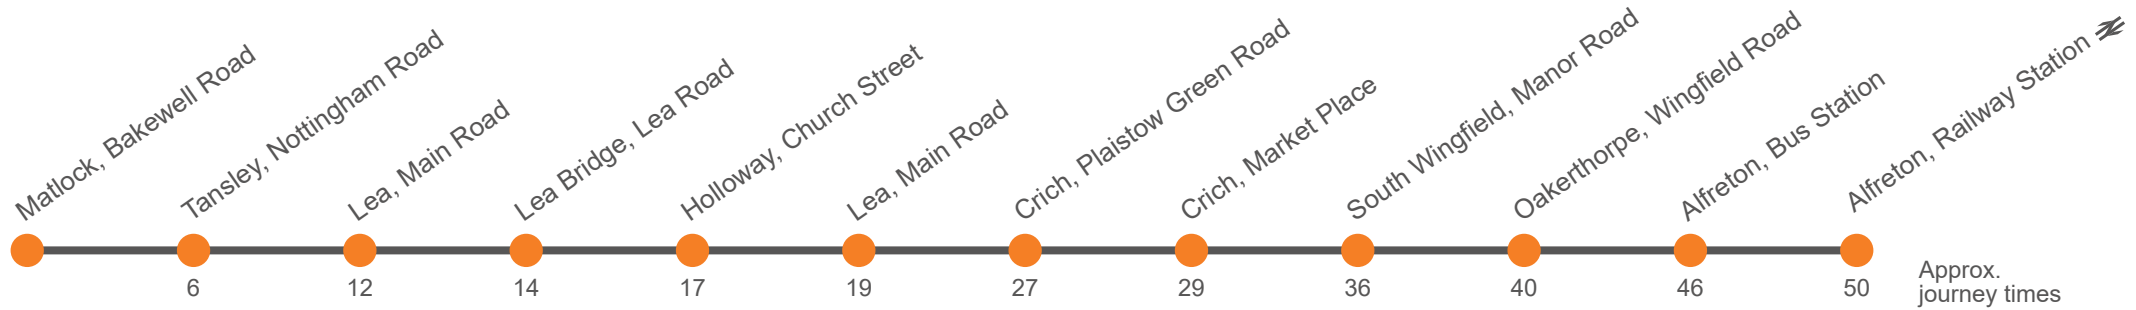 Matlock, Bakewell Road
Tansley, Nottingham Road
Lea, Main Road
Lea Bridge, Lea Road
Holloway, Church Street
Lea, Main Road
Crich, Plaistow Green Road
Crich, Market Place
South Wingfield, Manor Road
Oakerthorpe, Wingfield Road
Alfreton, Bus Station
Alfreton, Railway Station
6 12 14 17 19 27 29 36 40 46 50
Approx.
journey times